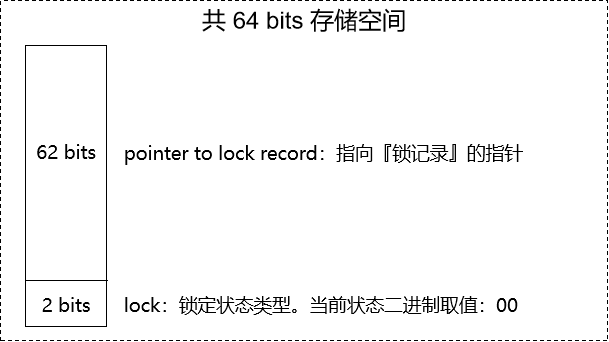 共 64 bits 存储空间
62 bits
pointer to lock record：指向『锁记录』的指针
2 bits
lock：锁定状态类型。当前状态二进制取值：00